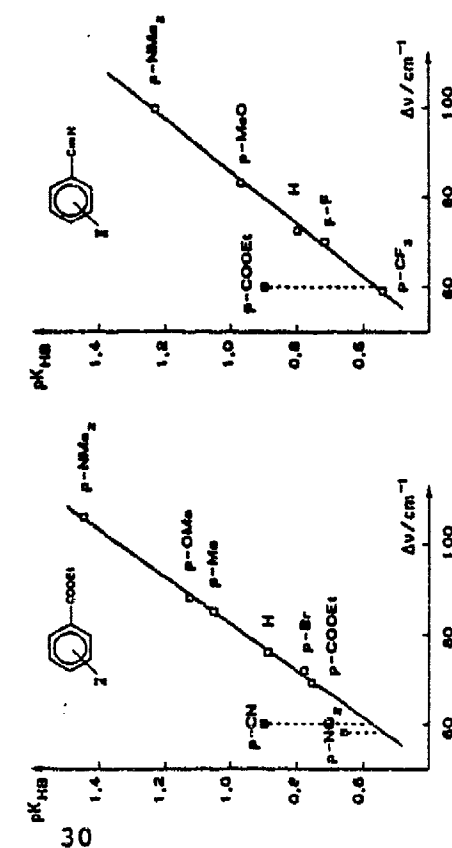 30
pK_HB
1.4
1.2
1.0
0.8
0.6
X
COOEt
p-NMe₂
p-OMe
p-Me
H
p-Br
p-COOEt
p-CN
p-NO₂
60
80
100
Δν/cm⁻¹
pK_HB
1.4
1.2
1.0
0.8
0.6
X
C≡N
p-NMe₂
p-MeO
H
p-F
p-COOEt
p-CF₃
60
80
100
Δν/cm⁻¹